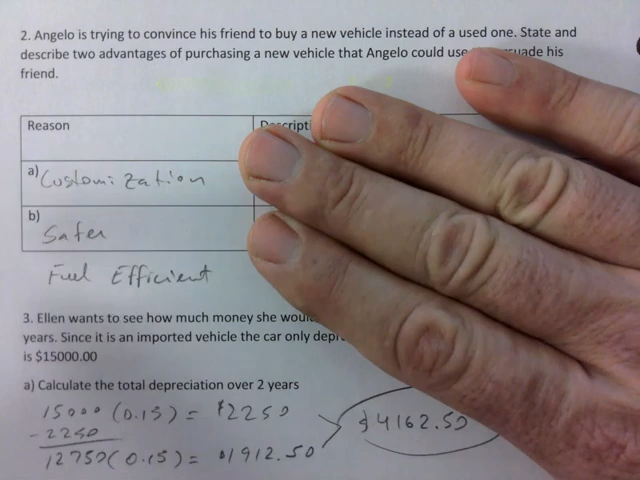 2. Angelo is trying to convince his friend to buy a new vehicle instead of a used one. State and
describe two advantages of purchasing a new vehicle that Angelo could use his
friend.
Reason
a) Customization
b) Safer
Fuel Efficient
3. Ellen wants to see how much money she
years. Since it is an imported vehicle the car only
is $15000.00
a) Calculate the total depreciation over 2 years
15000 (0.15) = $2250
- 2250
12750 (0.15) = $1912.50
$4162.50